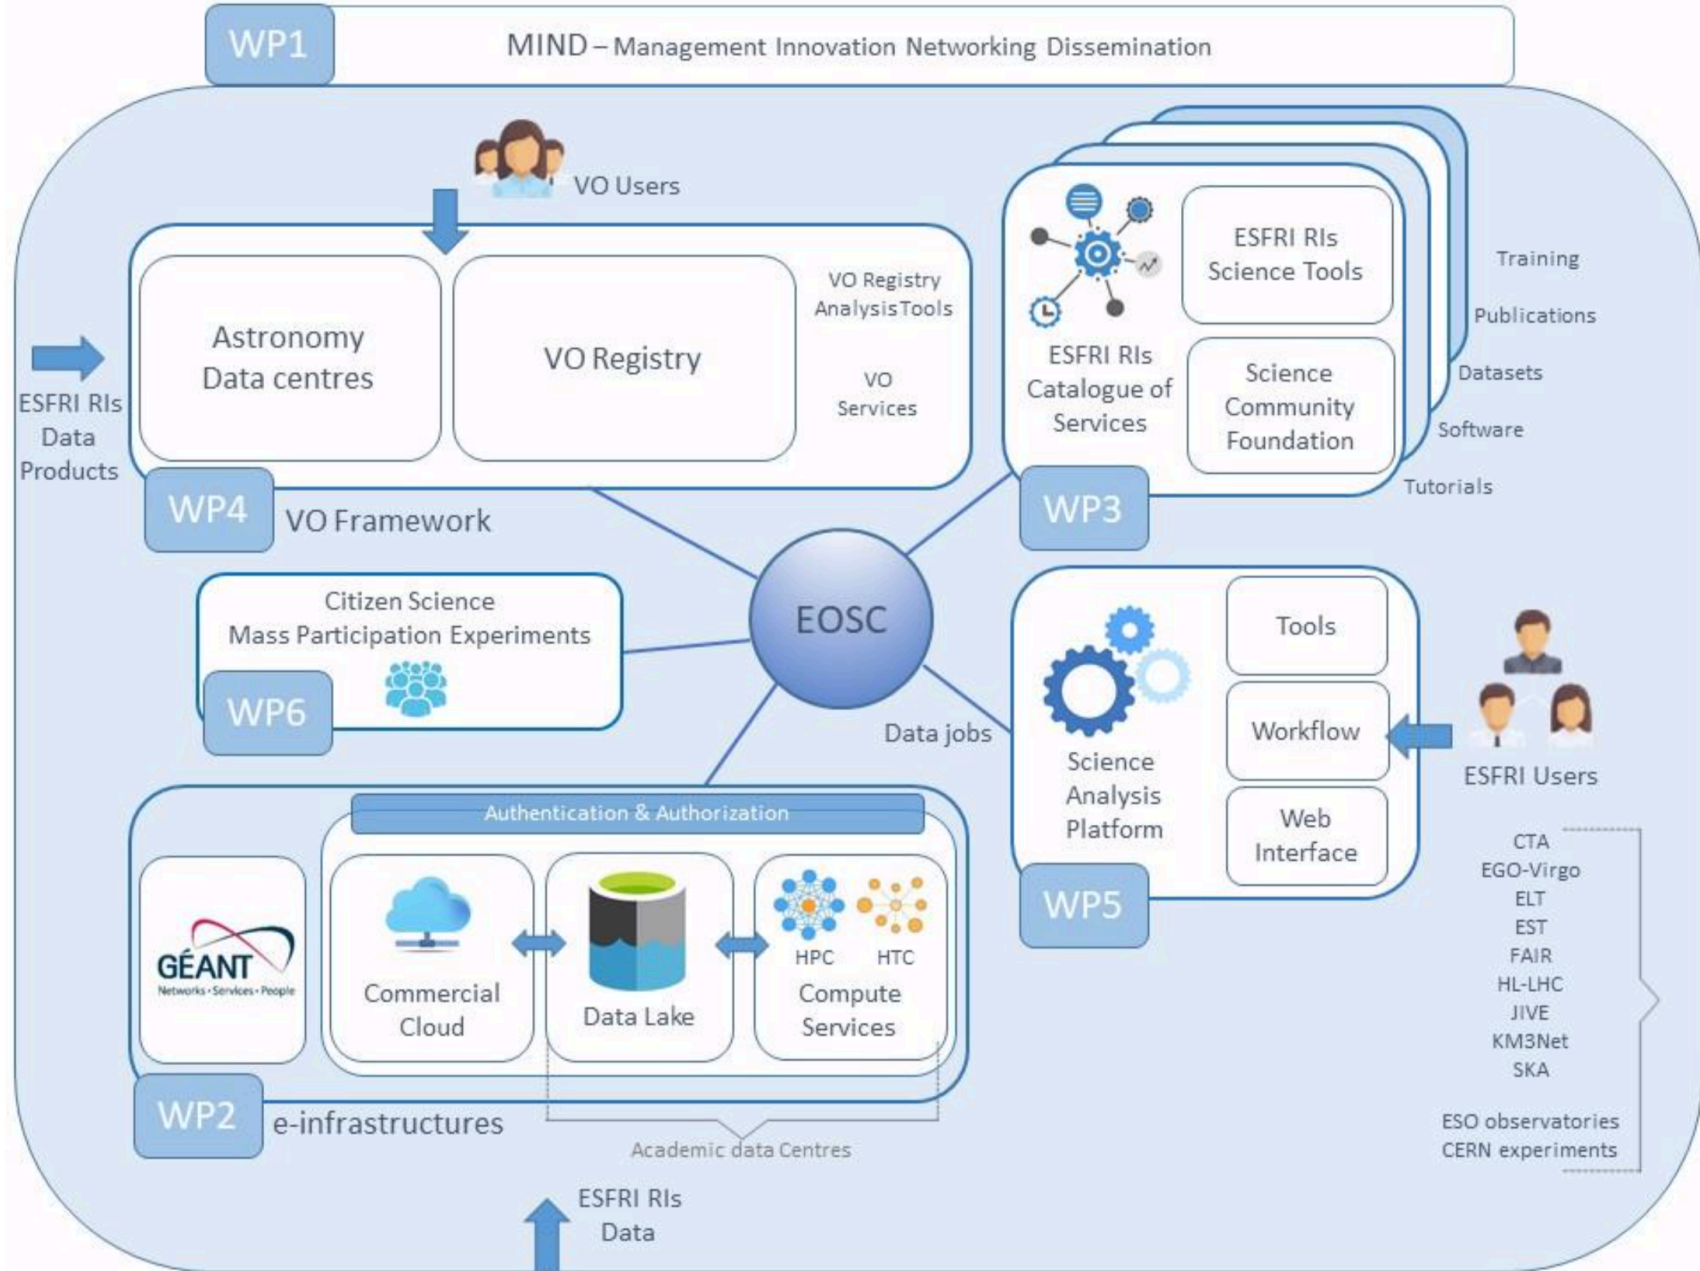 WP1
MIND – Management Innovation Networking Dissemination
VO Users
Astronomy
Data centres
VO Registry
VO Registry
AnalysisTools
VO
Services
ESFRI RIs
Data
Products
WP4
VO Framework
ESFRI RIs
Catalogue of
Services
ESFRI RIs
Science Tools
Science
Community
Foundation
Training
Publications
Datasets
Software
Tutorials
WP3
EOSC
Citizen Science
Mass Participation Experiments
WP6
Data jobs
Science
Analysis
Platform
Tools
Workflow
Web
Interface
WP5
ESFRI Users
CTA
EGO-Virgo
ELT
EST
FAIR
HL-LHC
JIVE
KM3Net
SKA
ESO observatories
CERN experiments
Authentication & Authorization
GÉANT
Networks · Services · People
Commercial
Cloud
Data Lake
HPC HTC
Compute
Services
WP2
e-infrastructures
Academic data Centres
ESFRI RIs
Data